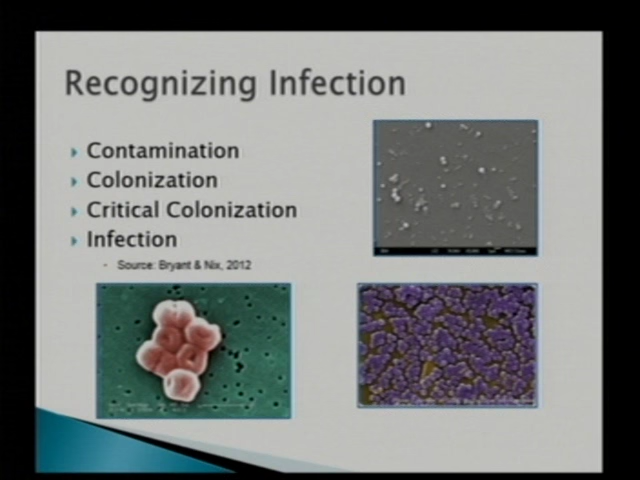 Recognizing Infection
Contamination
Colonization
Critical Colonization
Infection
Source: Bryant & Nix, 2012